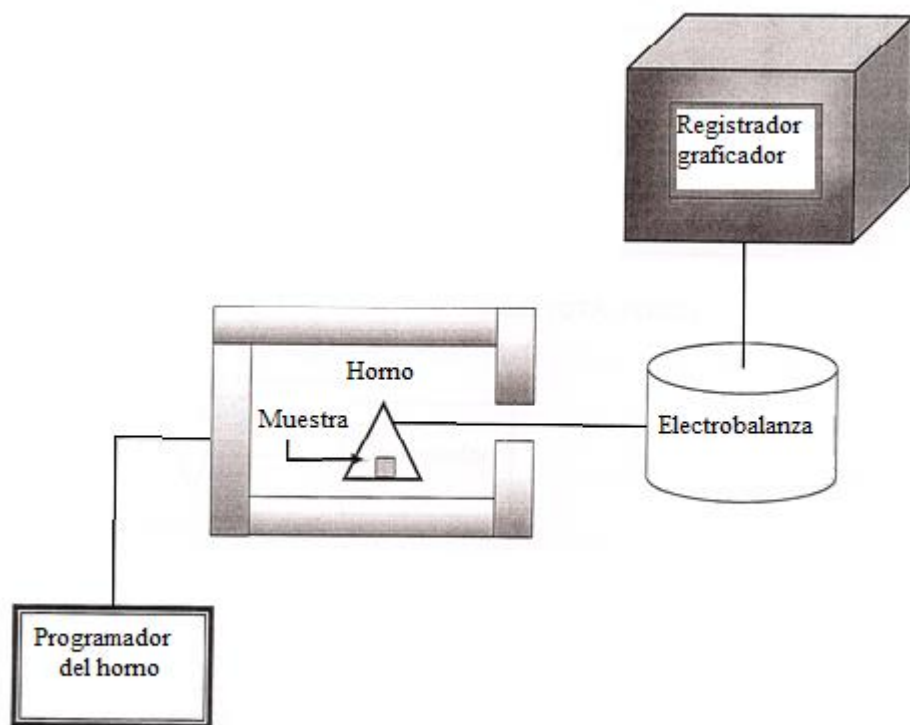 Registrador
graficador
Horno
Muestra
Electrobalanza
Programador
del horno